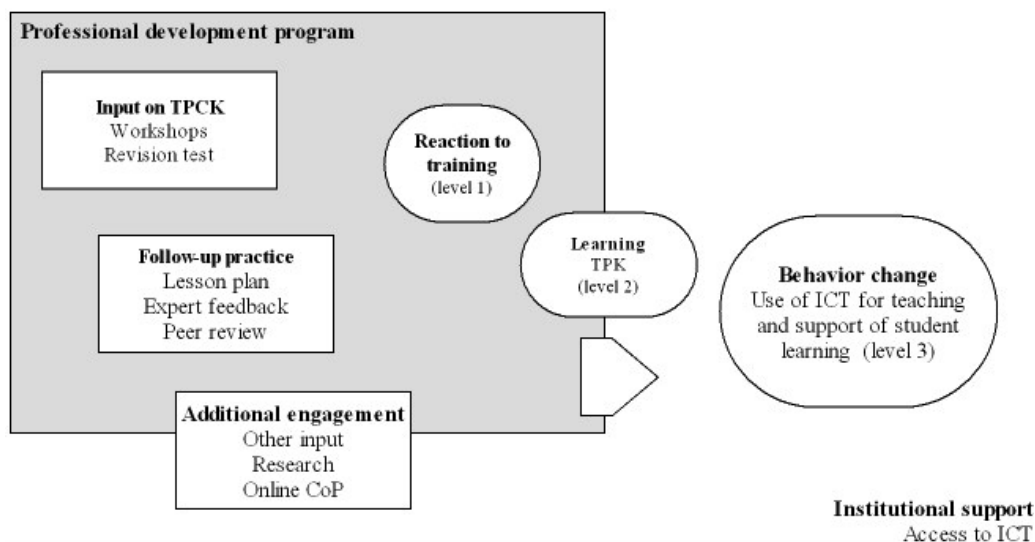 Professional development program
Input on TPCK
Workshops
Revision test
Reaction to
training
(level 1)
Follow-up practice
Lesson plan
Expert feedback
Peer review
Learning
TPK
(level 2)
Behavior change
Use of ICT for teaching
and support of student
learning (level 3)
Additional engagement
Other input
Research
Online CoP
Institutional support
Access to ICT